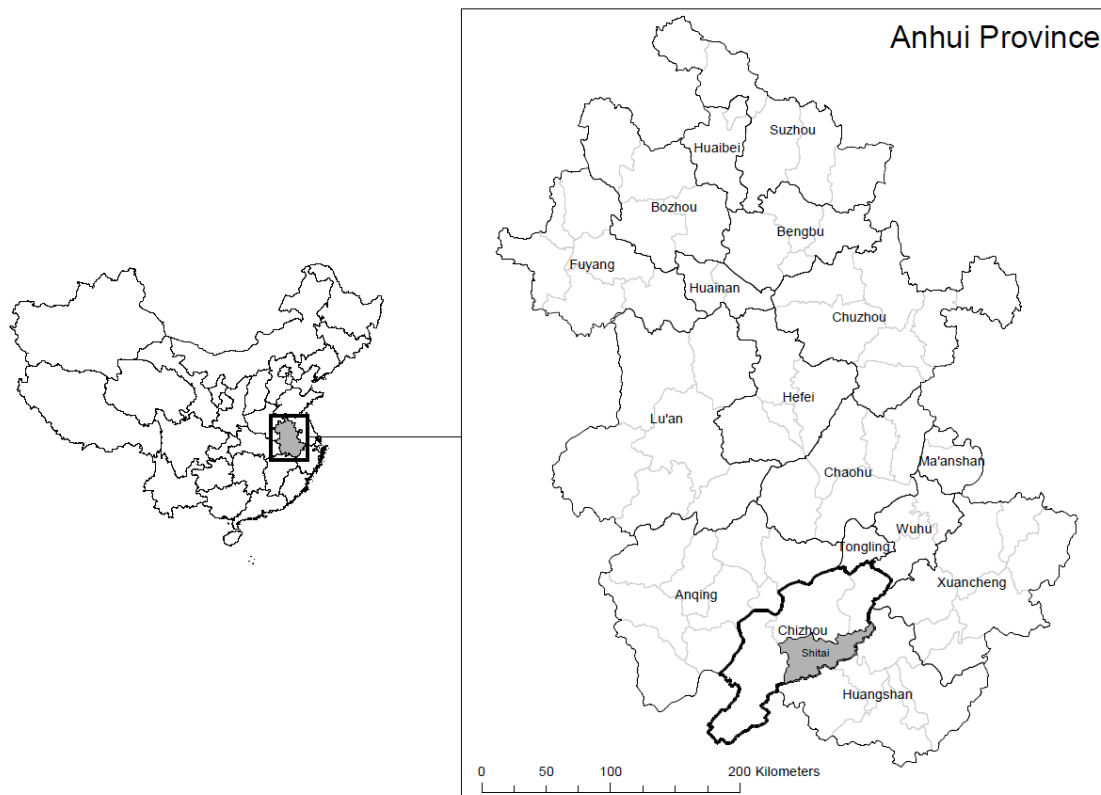 Anhui Province
Suzhou
Huaibei
Bozhou
Bengbu
Fuyang
Huainan
Chuzhou
Hefei
Lu'an
Ma'anshan
Chaohu
Wuhu
Tongling
Xuancheng
Anqing
Chizhou
Shitai
Huangshan
0 50 100 200 Kilometers